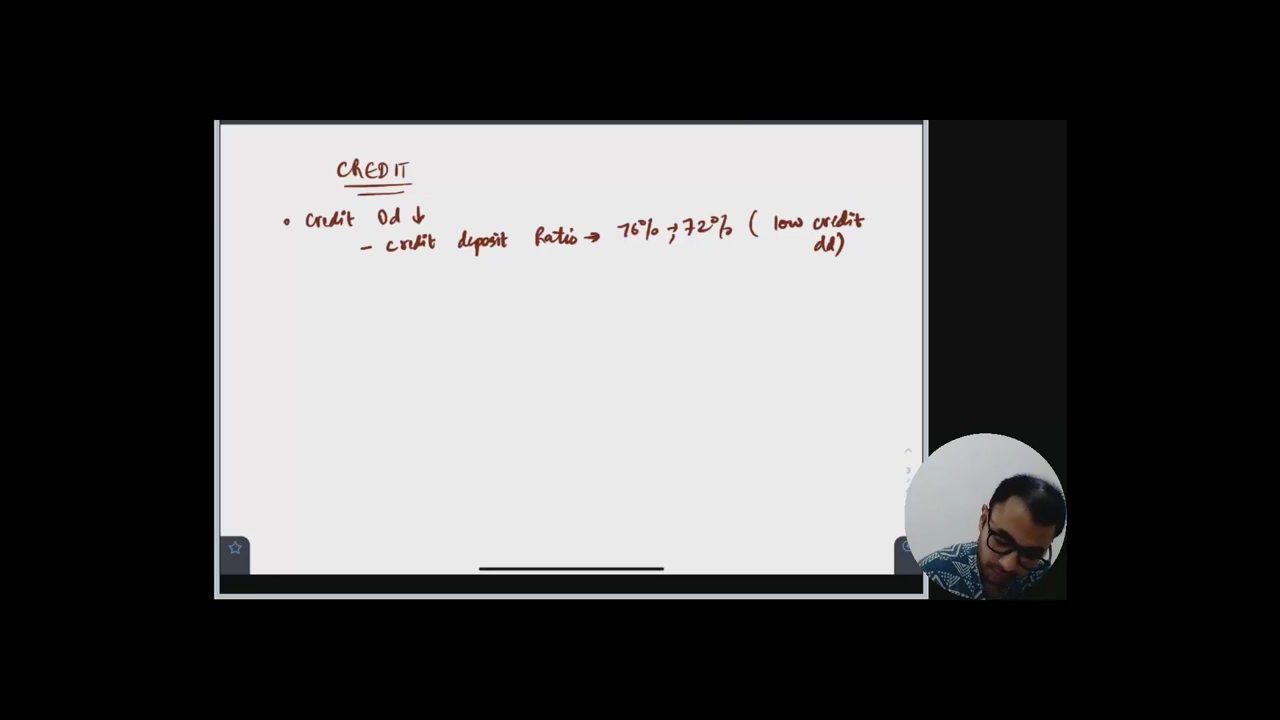 CREDIT
• Credit Dd ↓
- credit deposit Ratio → 76% → 72% ( low credit
dd)